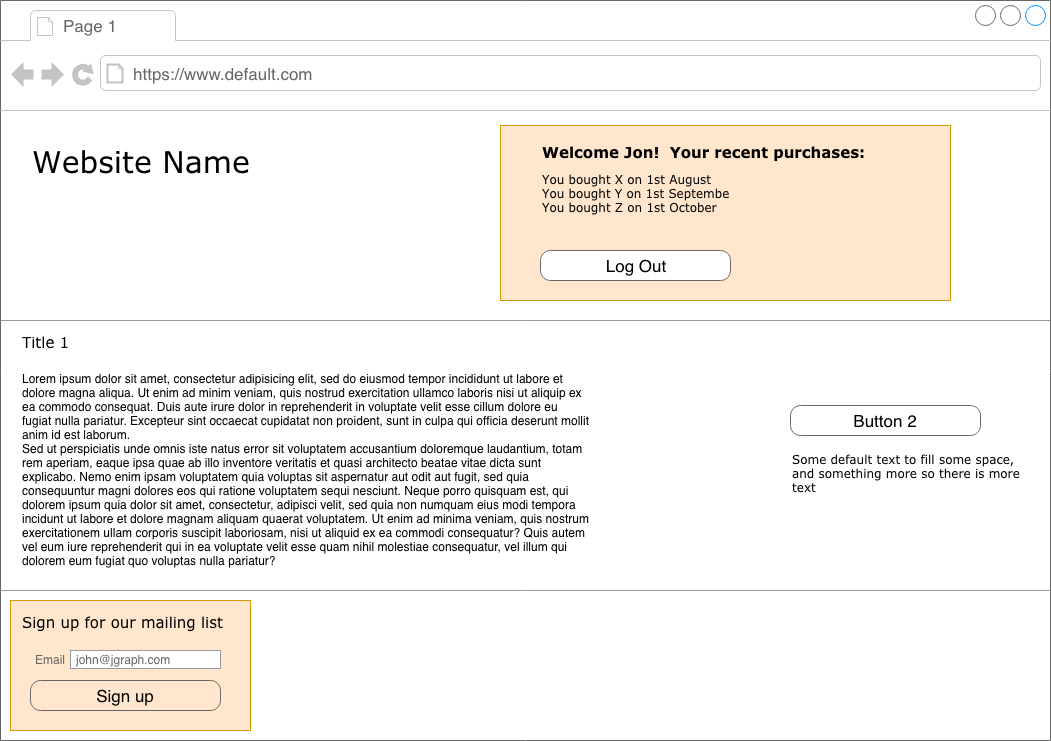 Page 1
https://www.default.com
Website Name
Welcome Jon!  Your recent purchases:
You bought X on 1st August
You bought Y on 1st Septembe
You bought Z on 1st October
Log Out
Title 1
Lorem ipsum dolor sit amet, consectetur adipisicing elit, sed do eiusmod tempor incididunt ut labore et
dolore magna aliqua. Ut enim ad minim veniam, quis nostrud exercitation ullamco laboris nisi ut aliquip ex
ea commodo consequat. Duis aute irure dolor in reprehenderit in voluptate velit esse cillum dolore eu
fugiat nulla pariatur. Excepteur sint occaecat cupidatat non proident, sunt in culpa qui officia deserunt mollit
anim id est laborum.
Sed ut perspiciatis unde omnis iste natus error sit voluptatem accusantium doloremque laudantium, totam
rem aperiam, eaque ipsa quae ab illo inventore veritatis et quasi architecto beatae vitae dicta sunt
explicabo. Nemo enim ipsam voluptatem quia voluptas sit aspernatur aut odit aut fugit, sed quia
consequuntur magni dolores eos qui ratione voluptatem sequi nesciunt. Neque porro quisquam est, qui
dolorem ipsum quia dolor sit amet, consectetur, adipisci velit, sed quia non numquam eius modi tempora
incidunt ut labore et dolore magnam aliquam quaerat voluptatem. Ut enim ad minima veniam, quis nostrum
exercitationem ullam corporis suscipit laboriosam, nisi ut aliquid ex ea commodi consequatur? Quis autem
vel eum iure reprehenderit qui in ea voluptate velit esse quam nihil molestiae consequatur, vel illum qui
dolorem eum fugiat quo voluptas nulla pariatur?
Button 2
Some default text to fill some space,
and something more so there is more
text
Sign up for our mailing list
Email john@jgraph.com
Sign up